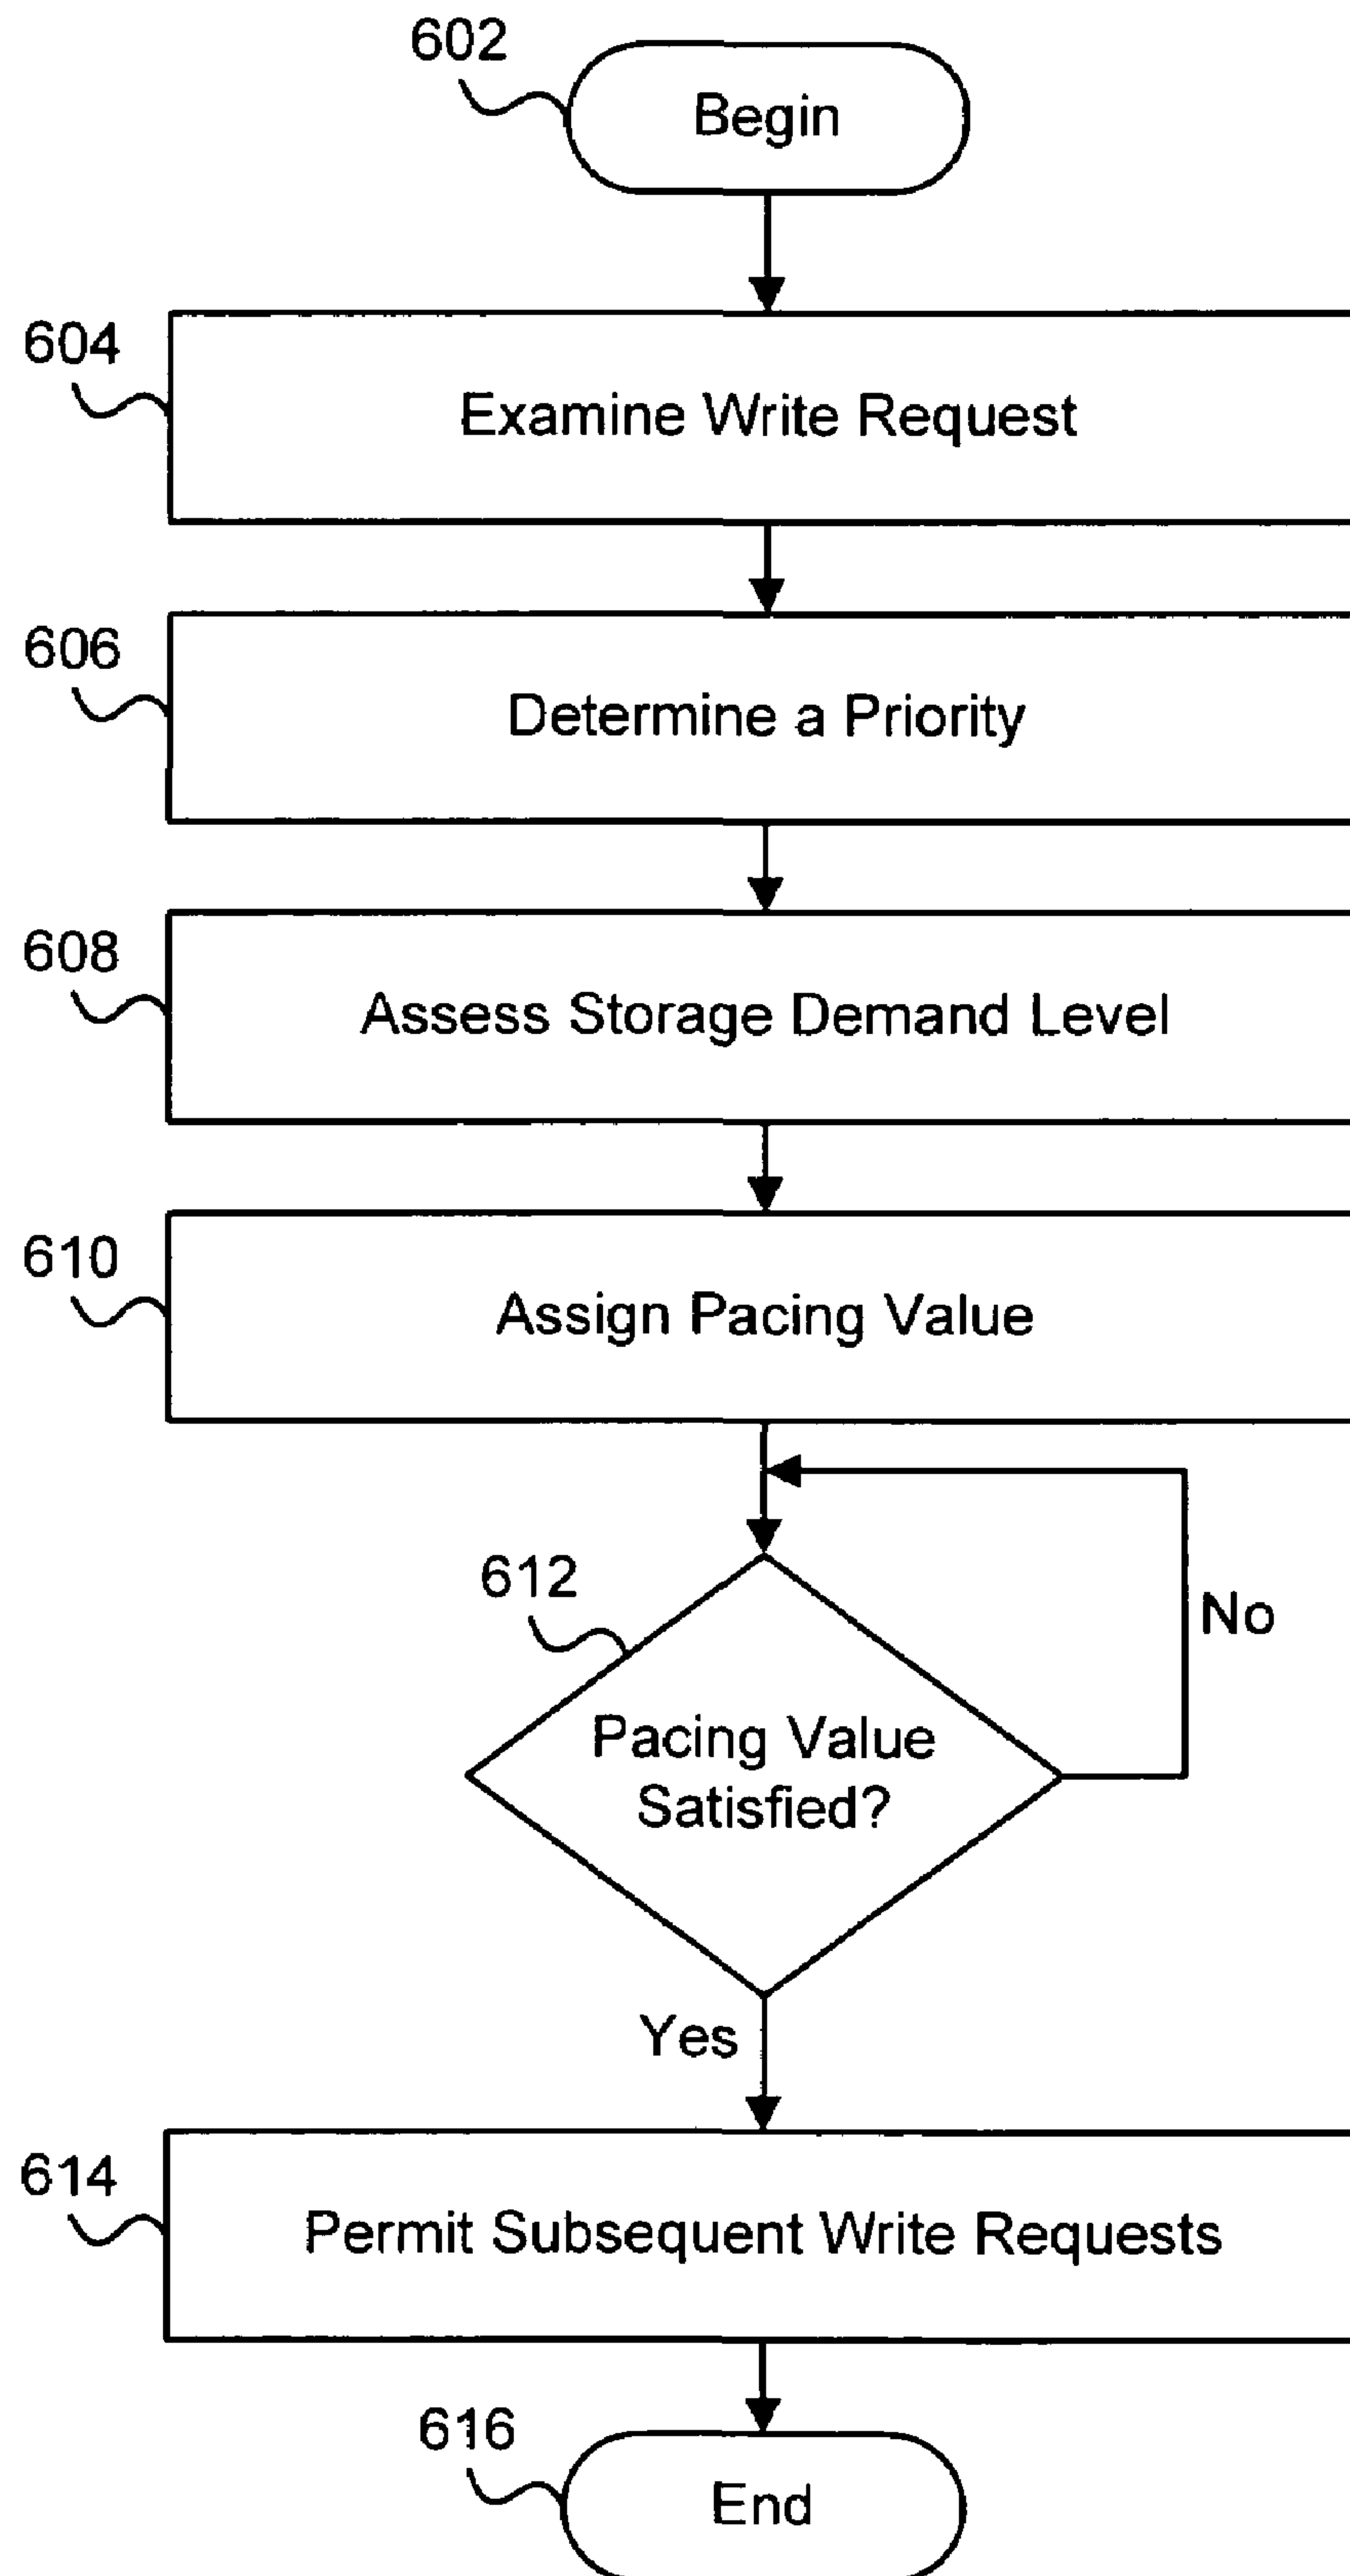 602
Begin
604
Examine Write Request
606
Determine a Priority
608
Assess Storage Demand Level
610
Assign Pacing Value
612
No
Pacing Value
Satisfied?
Yes
614
Permit Subsequent Write Requests
616
End